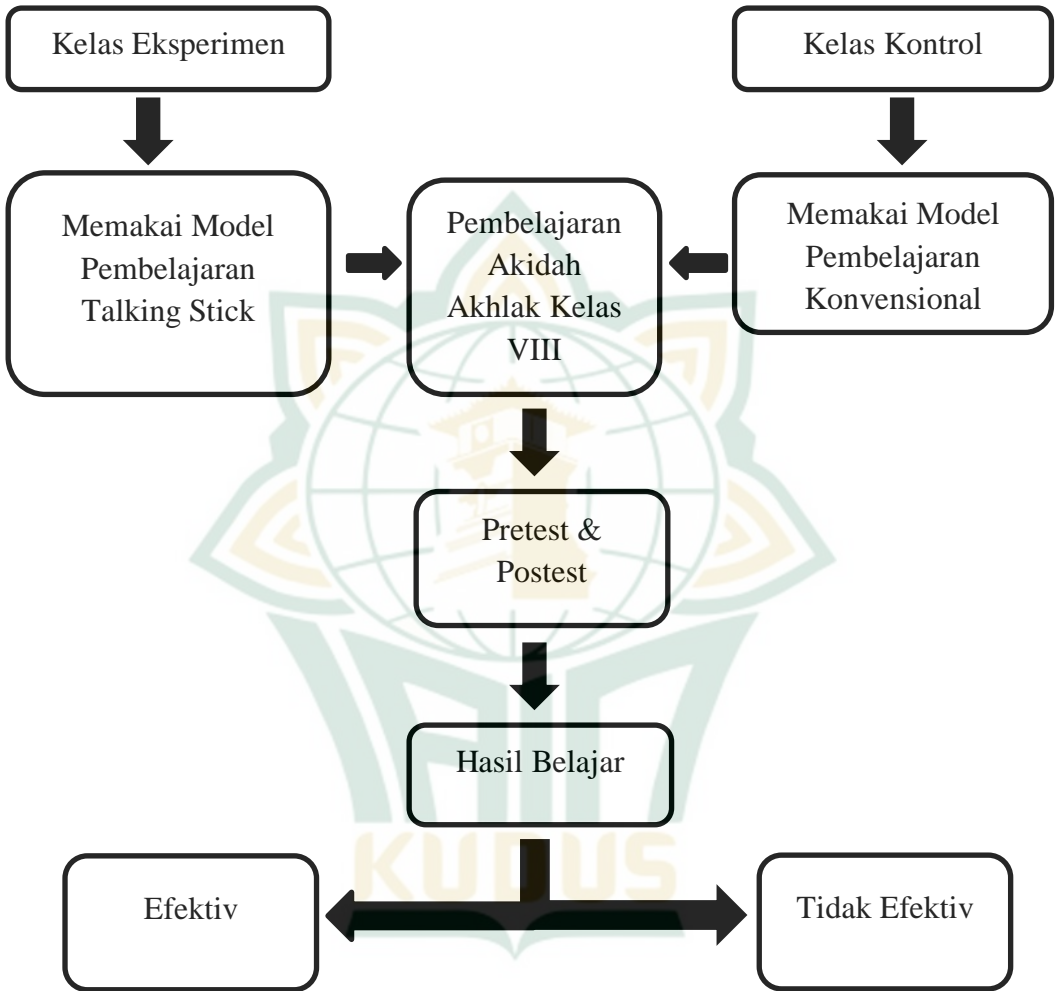 Kelas Eksperimen
Kelas Kontrol
Memakai Model
Pembelajaran
Talking Stick
Pembelajaran
Akidah
Akhlak Kelas
VIII
Memakai Model
Pembelajaran
Konvensional
Pretest &
Postest
Hasil Belajar
KUDUS
Efektiv
Tidak Efektiv